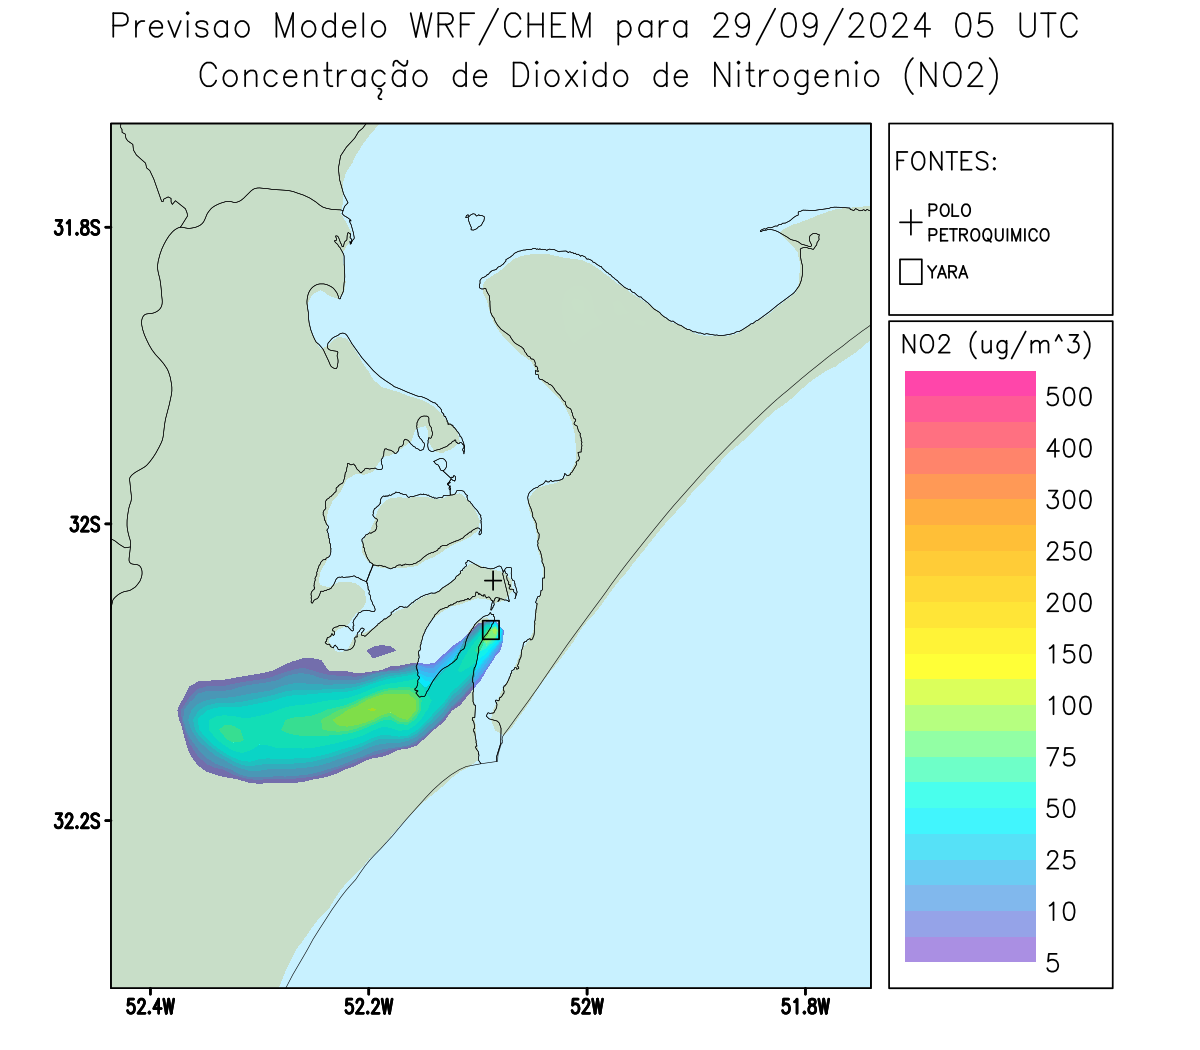 Previsao Modelo WRF/CHEM para 29/09/2024 05 UTC
Concentração de Dioxido de Nitrogenio (NO2)
FONTES:
POLO
PETROQUIMICO
YARA
NO2 (ug/m^3)
500
400
300
250
200
150
100
75
50
25
10
5
31.8S
32S
32.2S
52.4W
52.2W
52W
51.8W